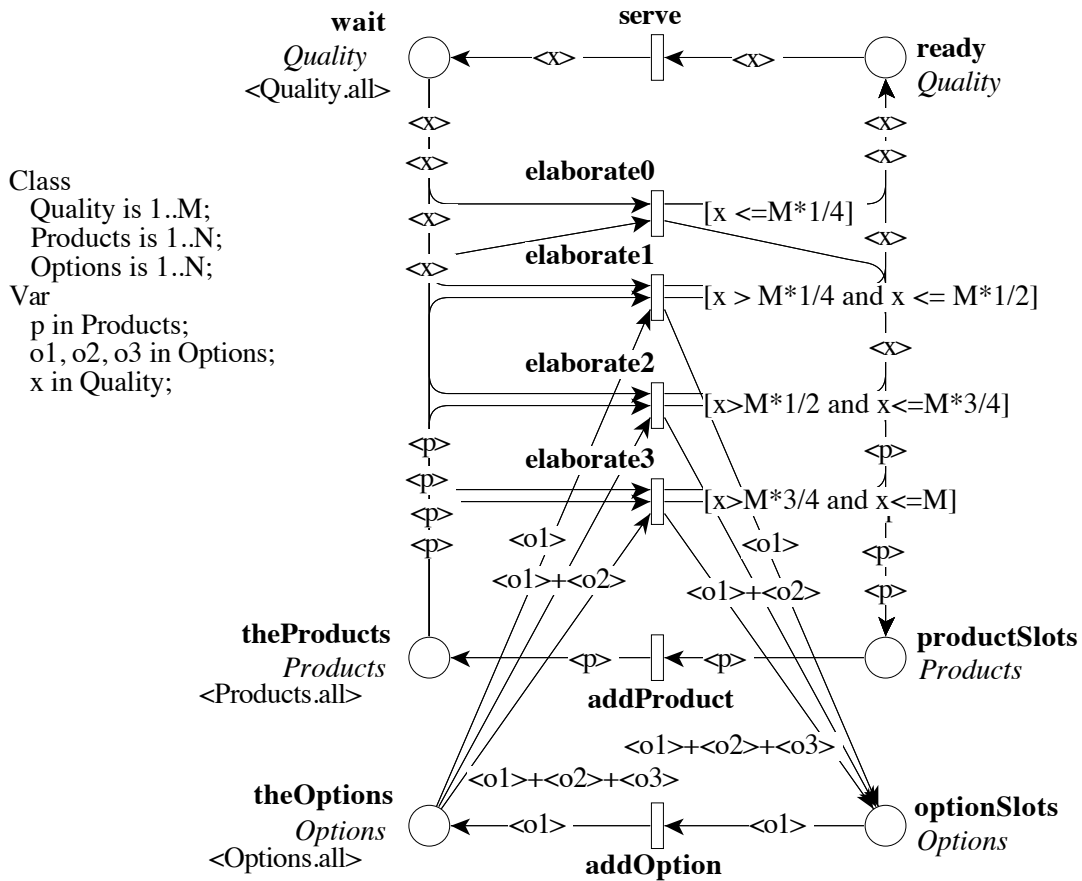 serve
wait
Quality
<Quality.all>
<x>
<x>
ready
Quality
<x>
<x>
<x>
<x>
Class
Quality is 1..M;
Products is 1..N;
Options is 1..N;
Var
p in Products;
o1, o2, o3 in Options;
x in Quality;
elaborate0
[x <=M*1/4]
<x>
<x>
<x>
elaborate1
[x > M*1/4 and x <= M*1/2]
<x>
elaborate2
[x>M*1/2 and x<=M*3/4]
<p>
<p>
elaborate3
<p>
[x>M*3/4 and x<=M]
<p>
<p>
<o1>
<o1>
<p>
<o1>+<o2>
<o1>+<o2>
<p>
theProducts
Products
<Products.all>
<p>
<p>
productSlots
Products
addProduct
<o1>+<o2>+<o3>
<o1>+<o2>+<o3>
theOptions
Options
<Options.all>
<o1>
<o1>
optionSlots
Options
addOption